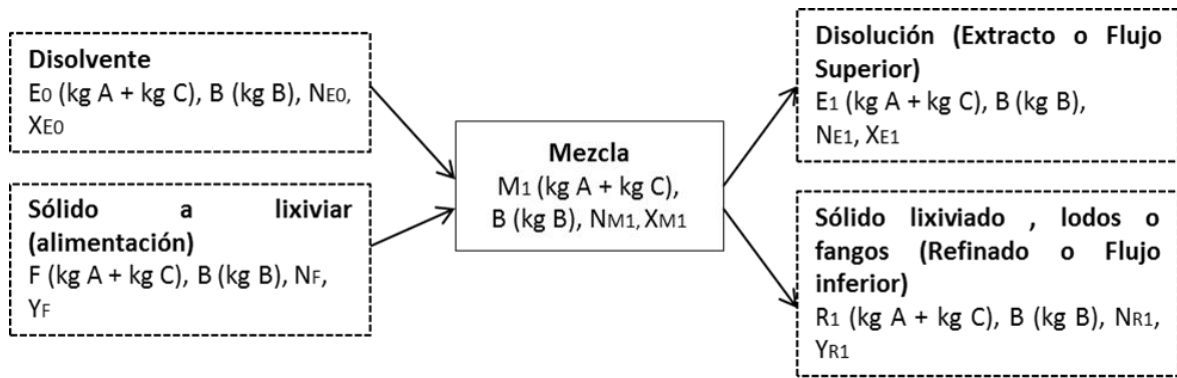 Disolvente
E0 (kg A + kg C), B (kg B), NE0,
XE0
Sólido a lixiviar
(alimentación)
F (kg A + kg C), B (kg B), NF,
YF
Mezcla
M1 (kg A + kg C),
B (kg B), NM1, XM1
Disolución (Extracto o Flujo
Superior)
E1 (kg A + kg C), B (kg B),
NE1, XE1
Sólido lixiviado , lodos o
fangos (Refinado o Flujo
inferior)
R1 (kg A + kg C), B (kg B), NR1,
YR1